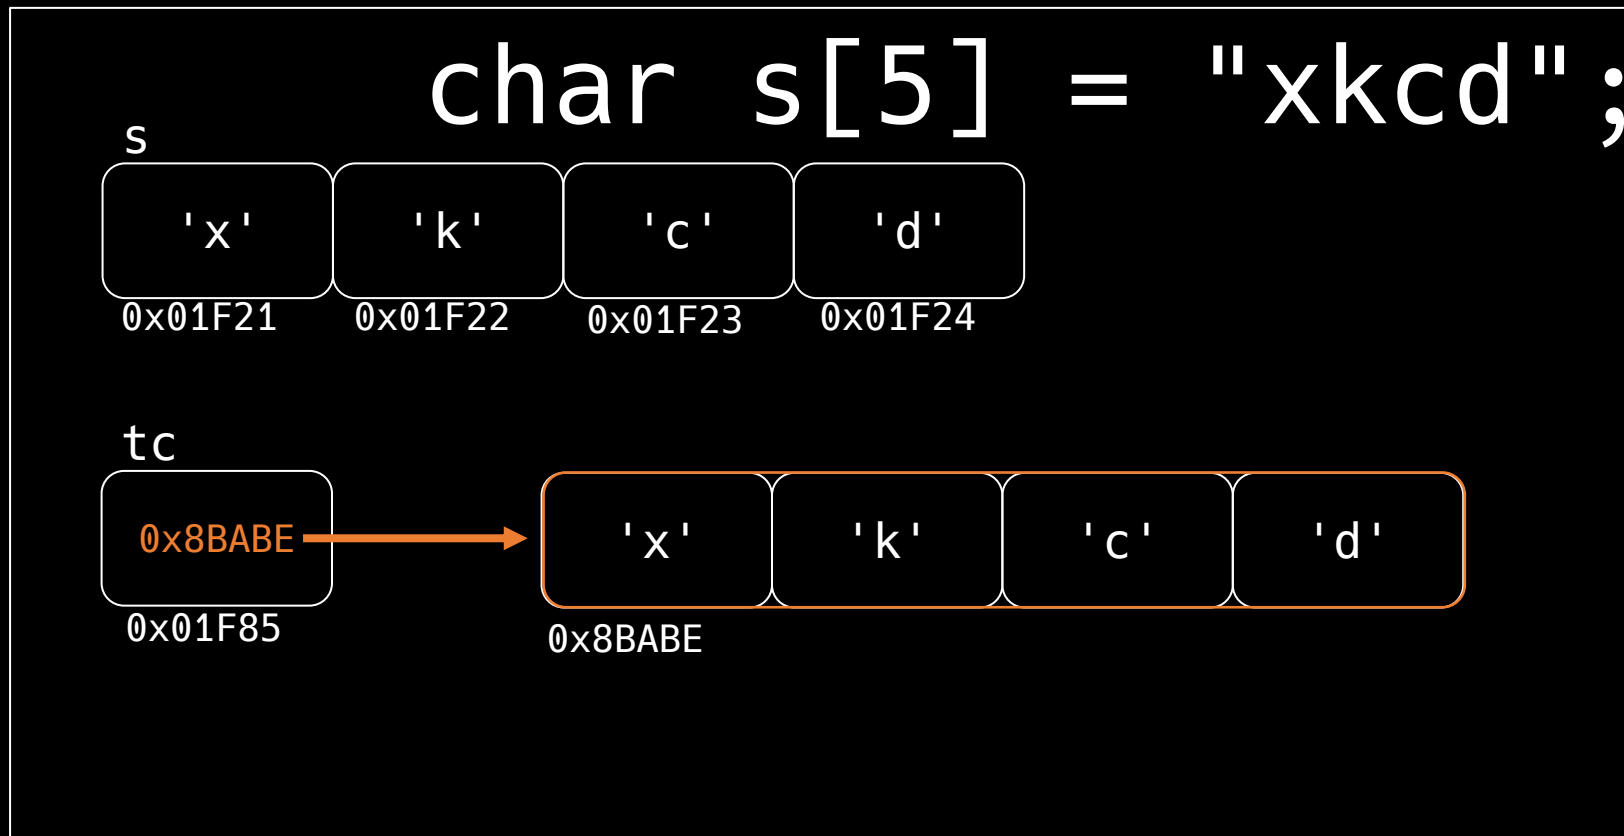 char s[5] = "xkcd";
s
'x' 'k' 'c' 'd'
0x01F21 0x01F22 0x01F23 0x01F24
tc
0x8BABE 'x' 'k' 'c' 'd'
0x01F85 0x8BABE